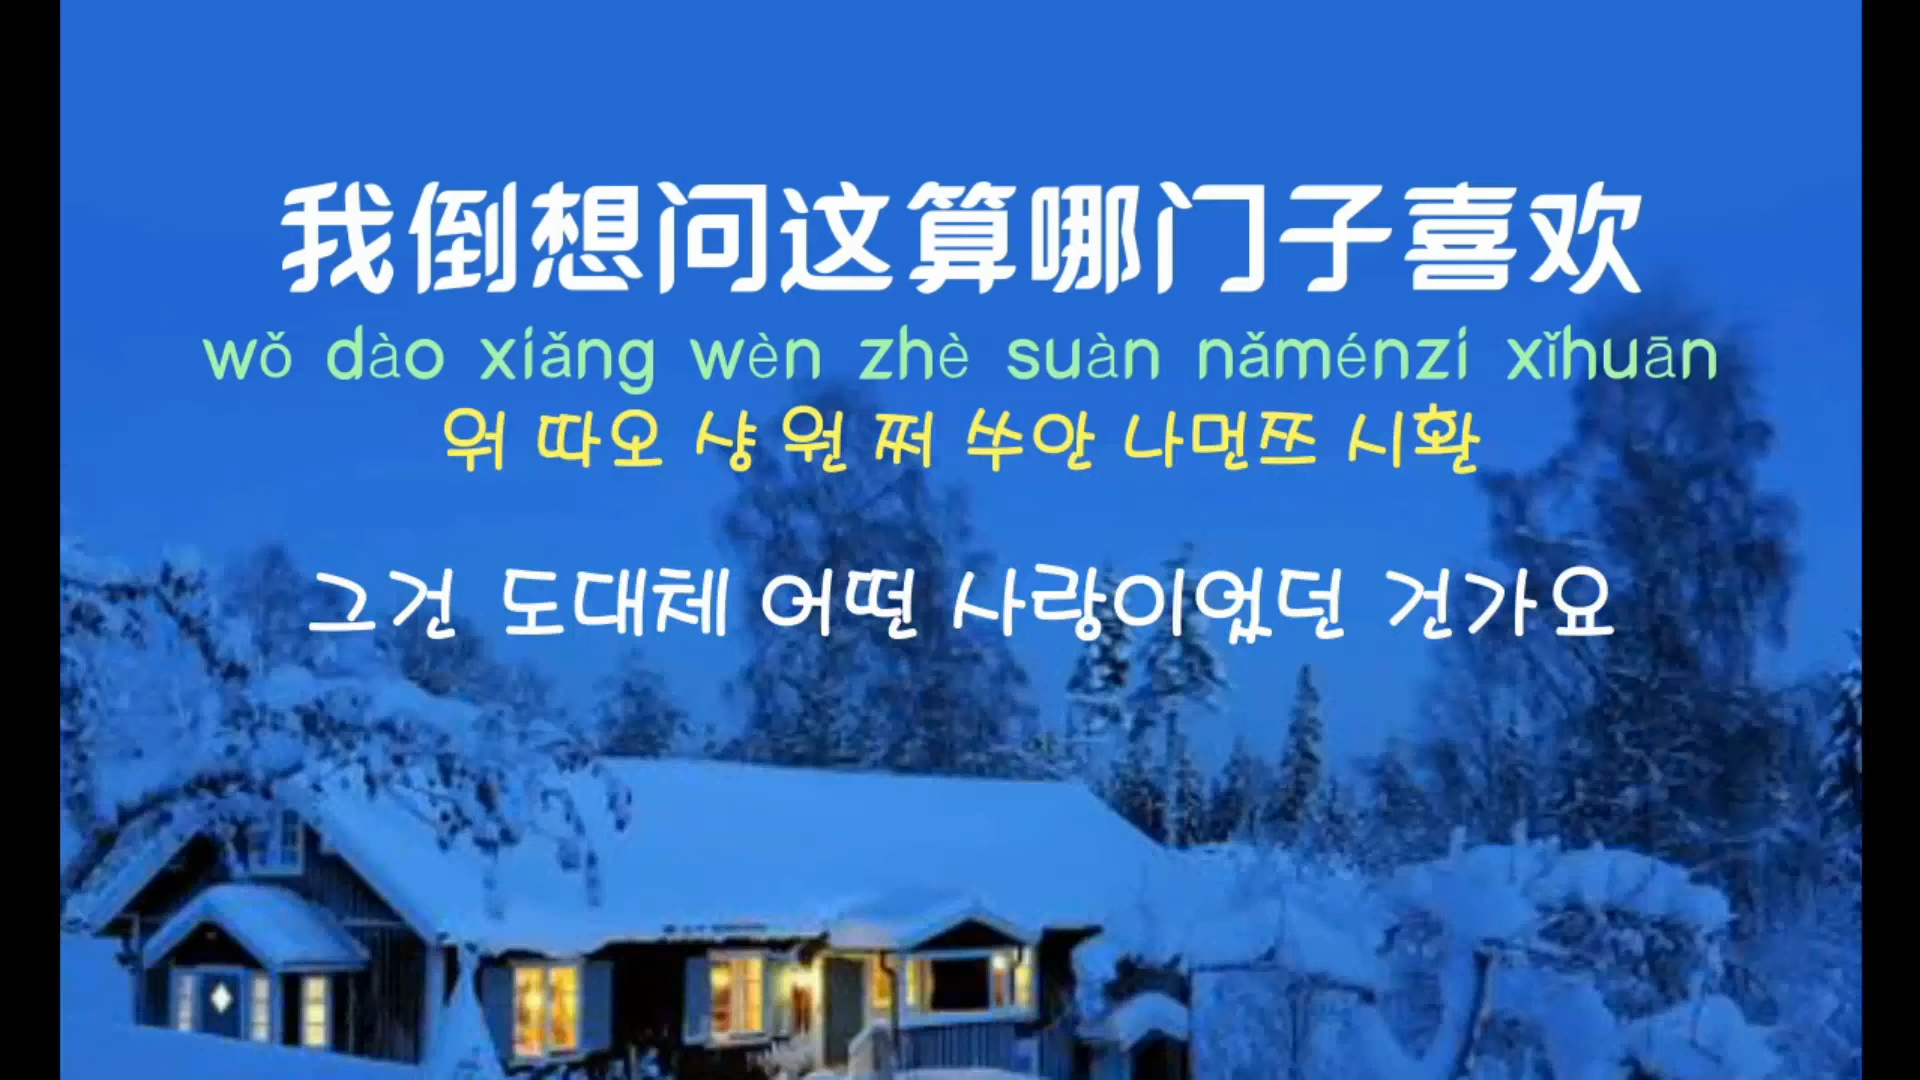 我倒想问这算哪门子喜欢
wǒ dào xiǎng wèn zhè suàn nǎménzi xǐhuān
워 따오 샹 원 쩌 쑤안 나먼쯔 시환
그건 도대체 어떤 사랑이었던 건가요